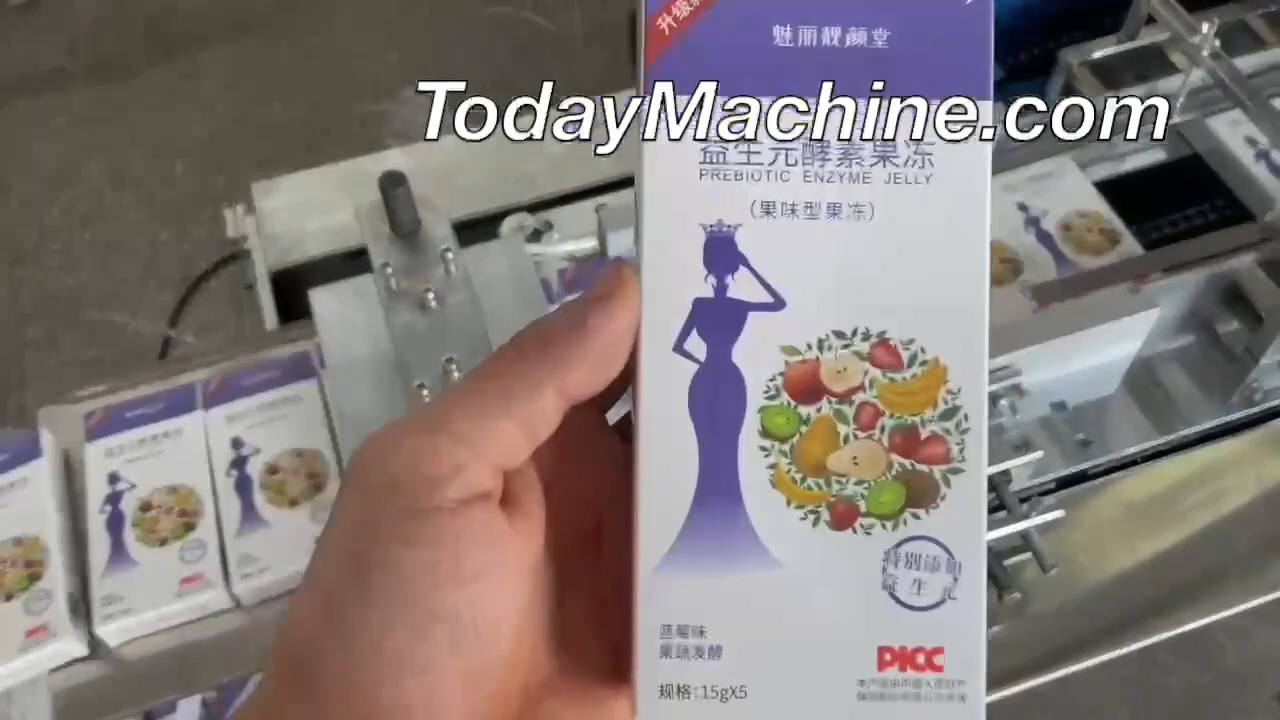 升级
魅丽靓颜堂
TodayMachine.com
益生元酵素果冻
PREBIOTIC ENZYME JELLY
(果味型果冻)
特别添加
益生元
蓝莓味
果蔬发酵
PICC
规格:15gX5